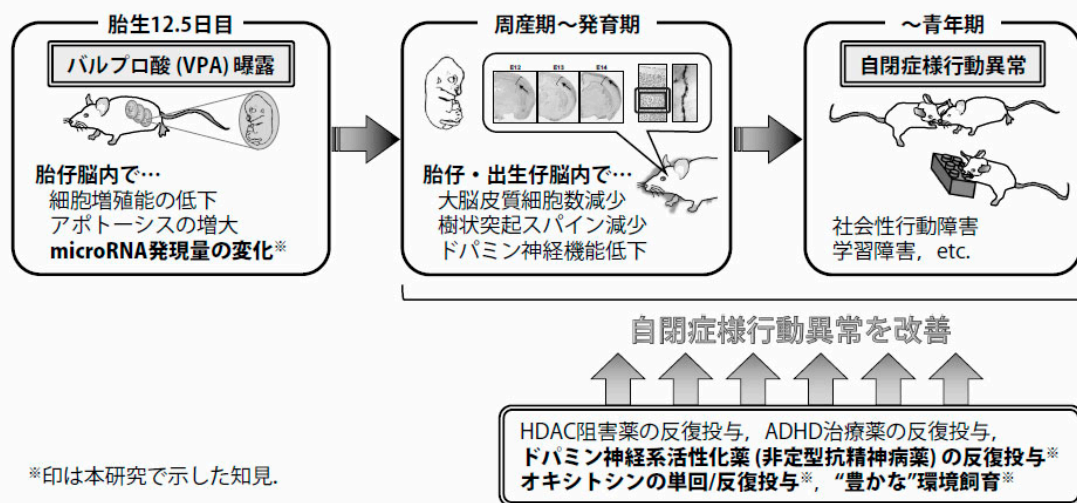 胎生12.5日目
バルプロ酸 (VPA) 曝露
胎仔脳内で…
細胞増殖能の低下
アポトーシスの増大
microRNA発現量の変化※
周産期～発育期
E12 E13 E14
胎仔・出生仔脳内で…
大脳皮質細胞数減少
樹状突起スパイン減少
ドパミン神経機能低下
～青年期
自閉症様行動異常
社会性行動障害
学習障害，etc.
自閉症様行動異常を改善
HDAC阻害薬の反復投与，ADHD治療薬の反復投与，
ドパミン神経系活性化薬 (非定型抗精神病薬) の反復投与※
オキシトシンの単回/反復投与※，“豊かな”環境飼育※
※印は本研究で示した知見.